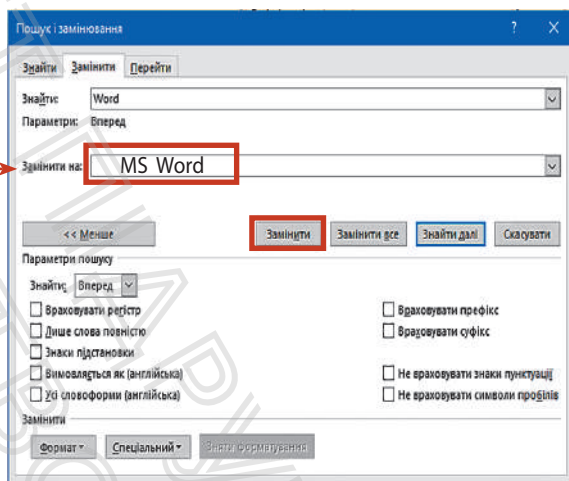 Пошук і замінювання ? X
Знайти Замінити Перейти
Знайти: Word
Параметри: Вперед
Замінити на: MS Word
<< Менше Замінити Замінити все Знайти далі Скасувати
Параметри пошуку
Знайти: Вперед
Враховувати регістр Враховувати префікс
Лише слова повністю Враховувати суфікс
Знаки підстановки
Вимовляється як (англійська) Не враховувати знаки пунктуації
Усі словоформи (англійська) Не враховувати символи пробілів
Замінити
Формат Спеціальний Зняти форматування